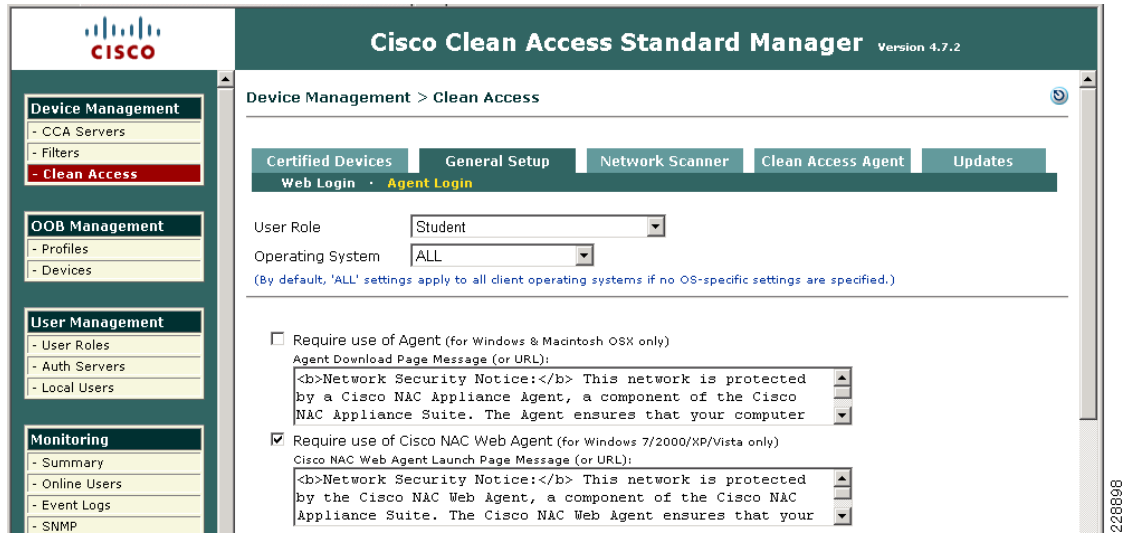 CISCO
Cisco Clean Access Standard Manager Version 4.7.2
Device Management
- CCA Servers
- Filters
- Clean Access
OOB Management
- Profiles
- Devices
User Management
- User Roles
- Auth Servers
- Local Users
Monitoring
- Summary
- Online Users
- Event Logs
- SNMP
Device Management > Clean Access
Certified Devices General Setup Network Scanner Clean Access Agent Updates
Web Login · Agent Login
User Role Student
Operating System ALL
(By default, 'ALL' settings apply to all client operating systems if no OS-specific settings are specified.)
Require use of Agent (for Windows & Macintosh OSX only)
Agent Download Page Message (or URL):
<b>Network Security Notice:</b> This network is protected
by a Cisco NAC Appliance Agent, a component of the Cisco
NAC Appliance Suite. The Agent ensures that your computer
Require use of Cisco NAC Web Agent (for Windows 7/2000/XP/Vista only)
Cisco NAC Web Agent Launch Page Message (or URL):
<b>Network Security Notice:</b> This network is protected
by the Cisco NAC Web Agent, a component of the Cisco NAC
Appliance Suite. The Cisco NAC Web Agent ensures that your
228898